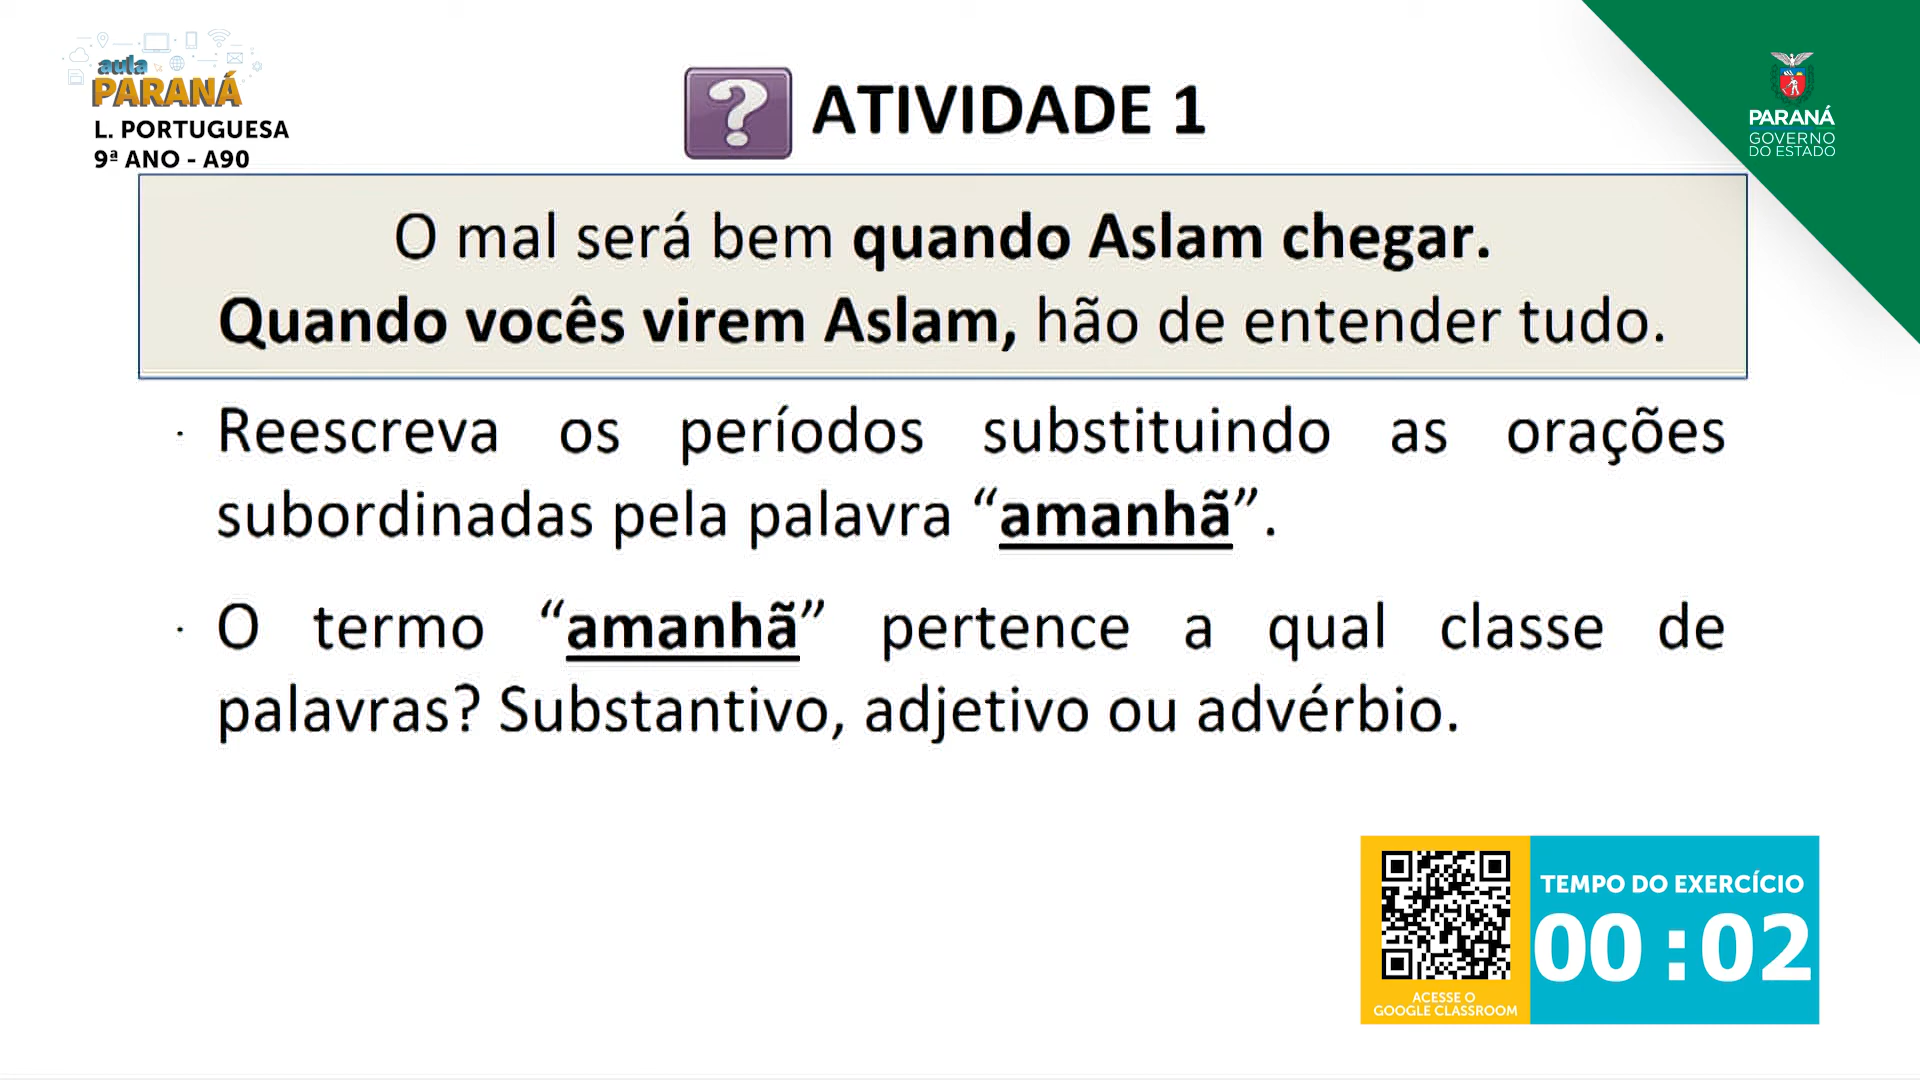 aula
PARANÁ
L. PORTUGUESA
9ª ANO - A90
? ATIVIDADE 1
PARANÁ
GOVERNO
DO ESTADO
O mal será bem quando Aslam chegar.
Quando vocês virem Aslam, hão de entender tudo.
· Reescreva os períodos substituindo as orações
subordinadas pela palavra “amanhã”.
· O termo “amanhã” pertence a qual classe de
palavras? Substantivo, adjetivo ou advérbio.
TEMPO DO EXERCÍCIO
00:02
ACESSE O
GOOGLE CLASSROOM